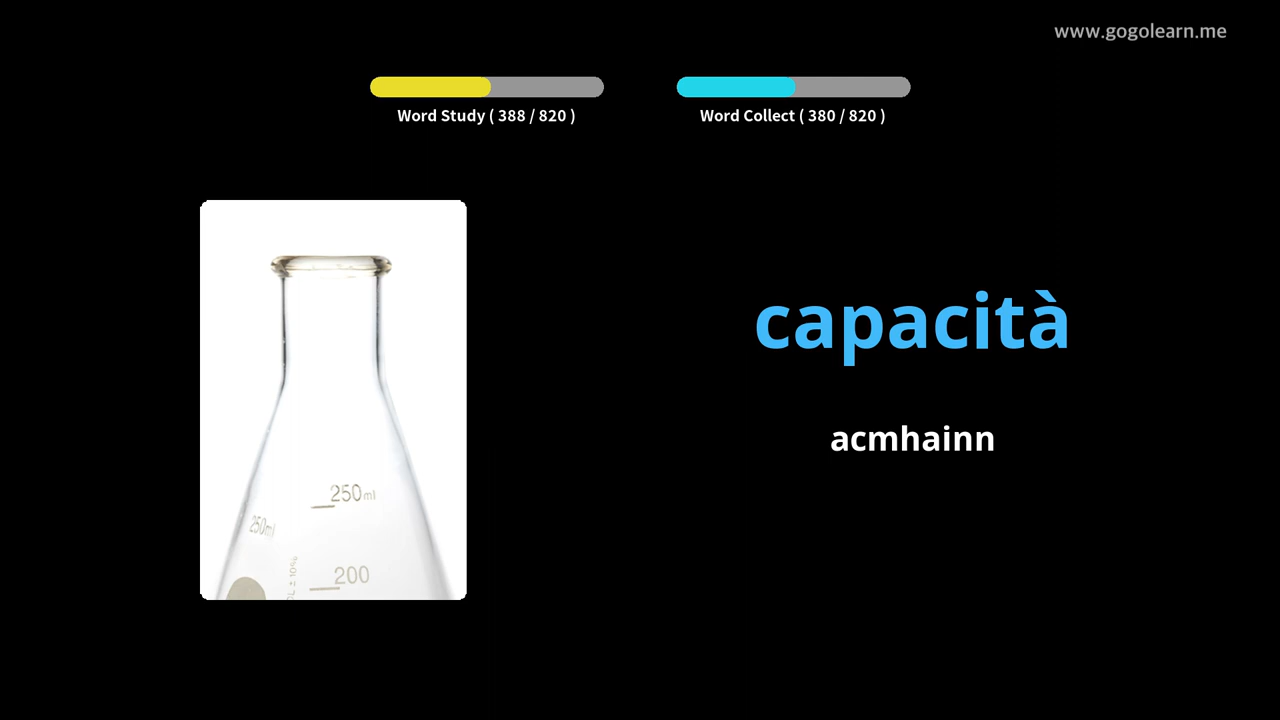 www.gogolearn.me
Word Study ( 388 / 820 )
Word Collect ( 380 / 820 )
capacità
acmhainn
250ml
250ml
200